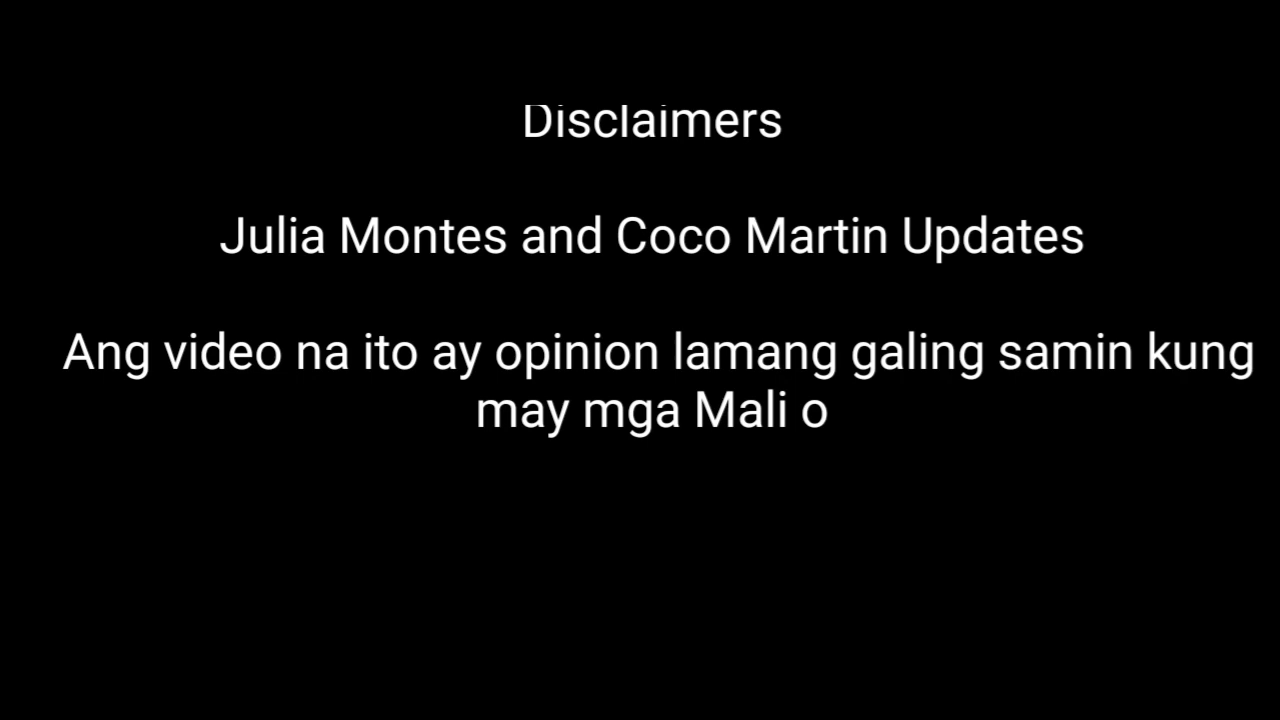 Disclaimers
Julia Montes and Coco Martin Updates
Ang video na ito ay opinion lamang galing samin kung
may mga Mali o